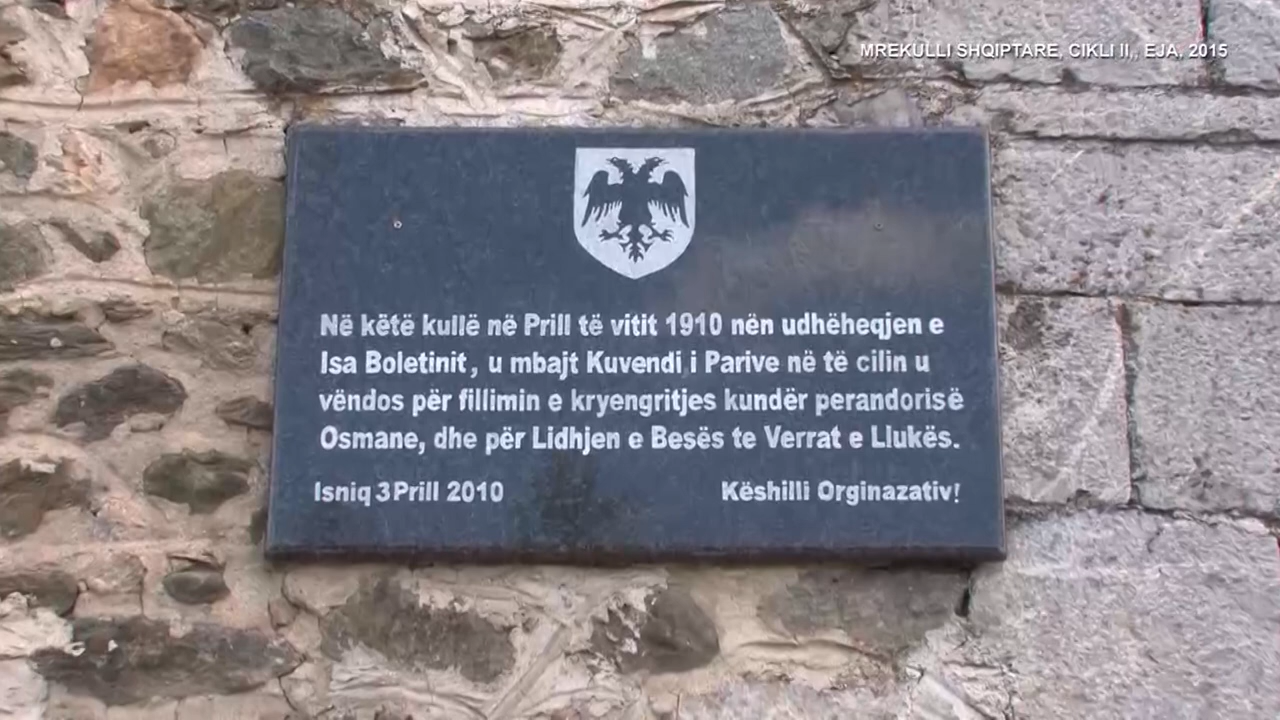 MREKULLI SHQIPTARE, CIKLI II,, EJA, 2015
Në këtë kullë në Prill të vitit 1910 nën udhëheqjen e
Isa Boletinit, u mbajt Kuvendi i Parive në të cilin u
vëndos për fillimin e kryengritjes kundër perandorisë
Osmane, dhe për Lidhjen e Besës te Verrat e Llukës.
Isniq 3 Prill 2010 Këshilli Orginazativ!